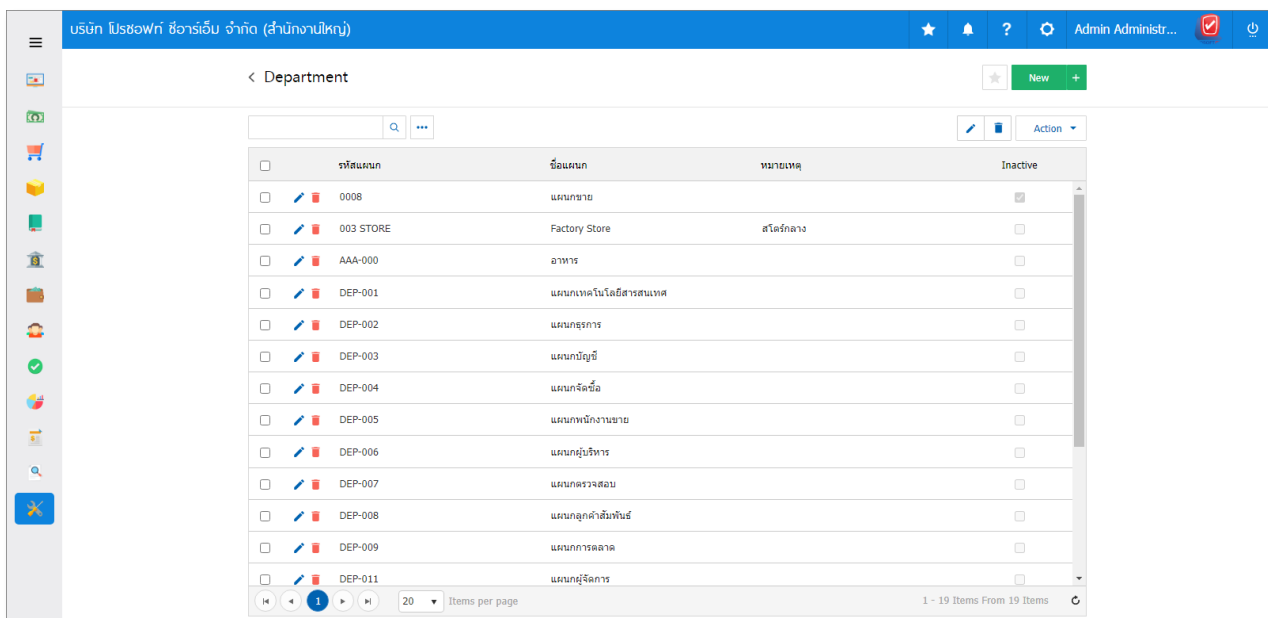 บริษัท โปรซอฟท์ ซีอาร์เอ็ม จำกัด (สำนักงานใหญ่) ? Admin Administr...
Department New +
Action
รหัสแผนก ชื่อแผนก หมายเหตุ Inactive
0008 แผนกขาย
003 STORE Factory Store สโตร์กลาง
AAA-000 อาหาร
DEP-001 แผนกเทคโนโลยีสารสนเทศ
DEP-002 แผนกธุรการ
DEP-003 แผนกบัญชี
DEP-004 แผนกจัดซื้อ
DEP-005 แผนกพนักงานขาย
DEP-006 แผนกผู้บริหาร
DEP-007 แผนกตรวจสอบ
DEP-008 แผนกลูกค้าสัมพันธ์
DEP-009 แผนกการตลาด
DEP-011 แผนกผู้จัดการ
1 20 Items per page 1 - 19 Items From 19 Items